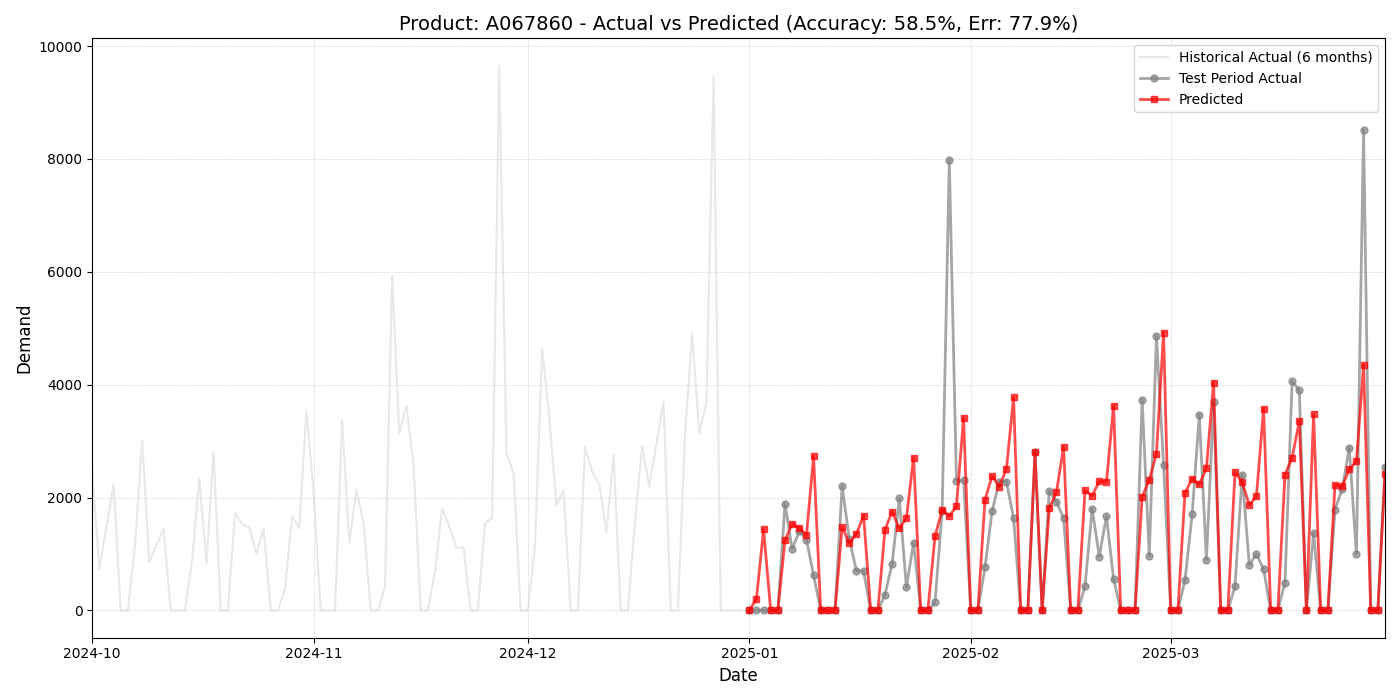 Product: A067860 - Actual vs Predicted (Accuracy: 58.5%, Err: 77.9%)
Historical Actual (6 months)
Test Period Actual
Predicted
Demand
10000
8000
6000
4000
2000
0
2024-10
2024-11
2024-12
2025-01
2025-02
2025-03
Date